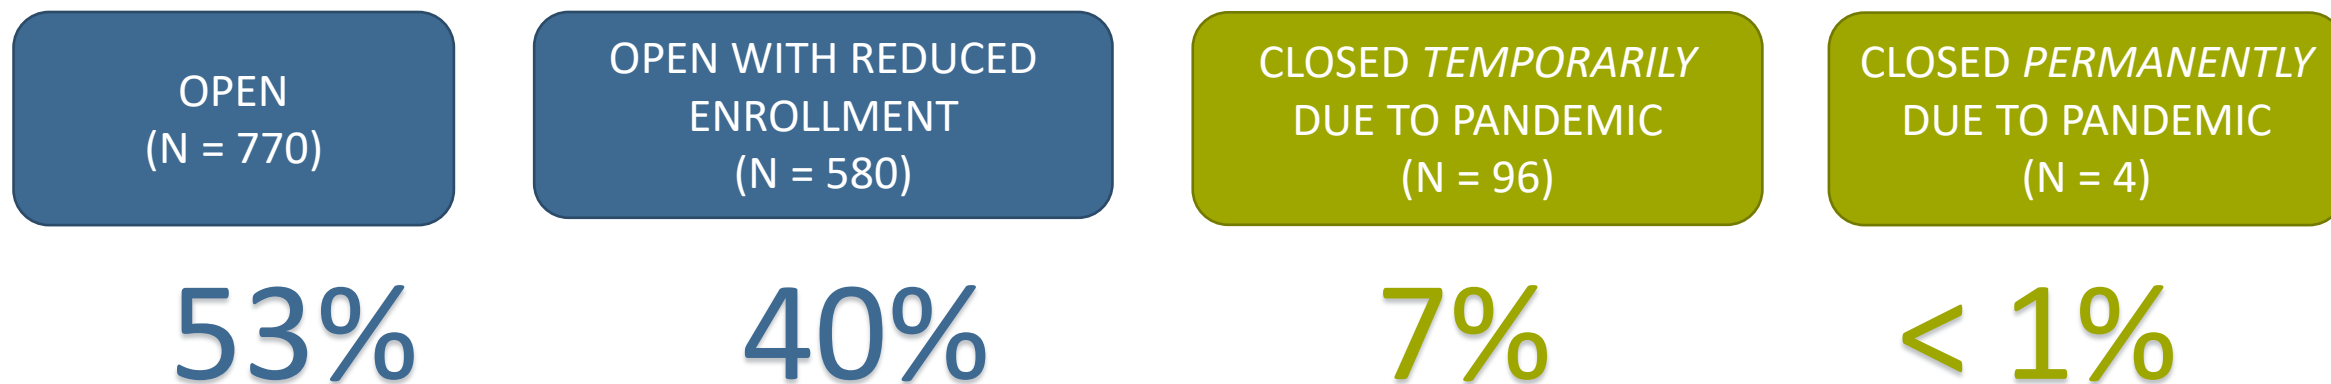 OPEN
(N = 770)
OPEN WITH REDUCED
ENROLLMENT
(N = 580)
CLOSED TEMPORARILY
DUE TO PANDEMIC
(N = 96)
CLOSED PERMANENTLY
DUE TO PANDEMIC
(N = 4)
53%
40%
7%
< 1%